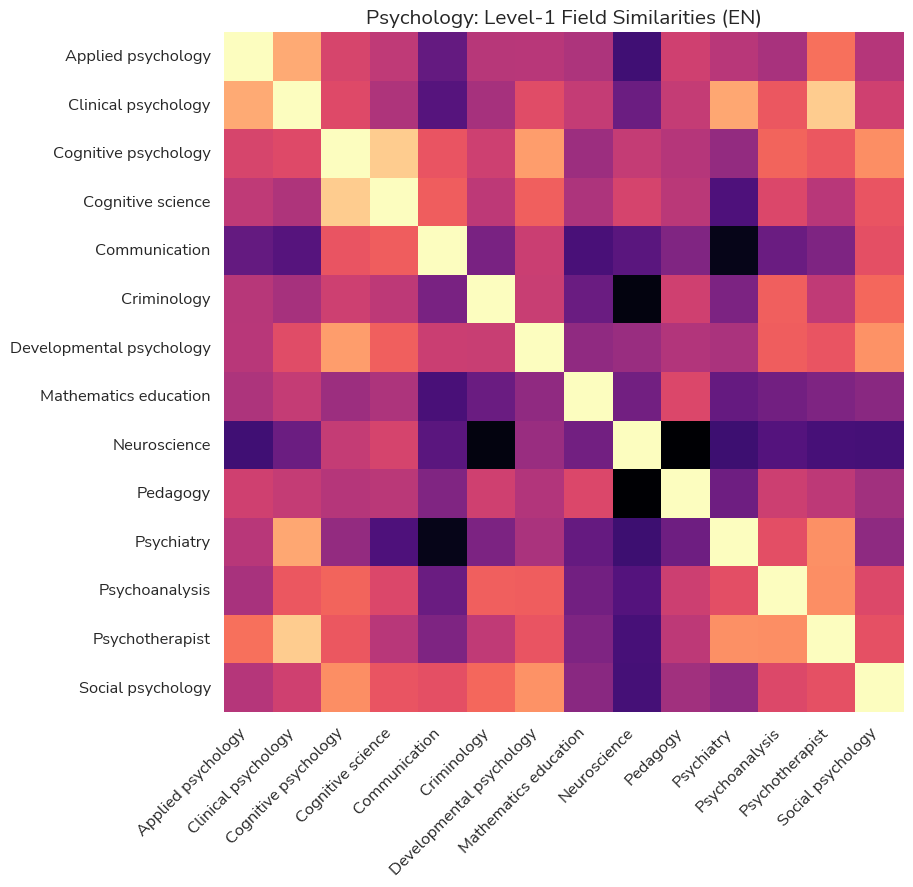 Psychology: Level-1 Field Similarities (EN)
Applied psychology
Clinical psychology
Cognitive psychology
Cognitive science
Communication
Criminology
Developmental psychology
Mathematics education
Neuroscience
Pedagogy
Psychiatry
Psychoanalysis
Psychotherapist
Social psychology
Applied psychology
Clinical psychology
Cognitive psychology
Cognitive science
Communication
Criminology
Developmental psychology
Mathematics education
Neuroscience
Pedagogy
Psychiatry
Psychoanalysis
Psychotherapist
Social psychology